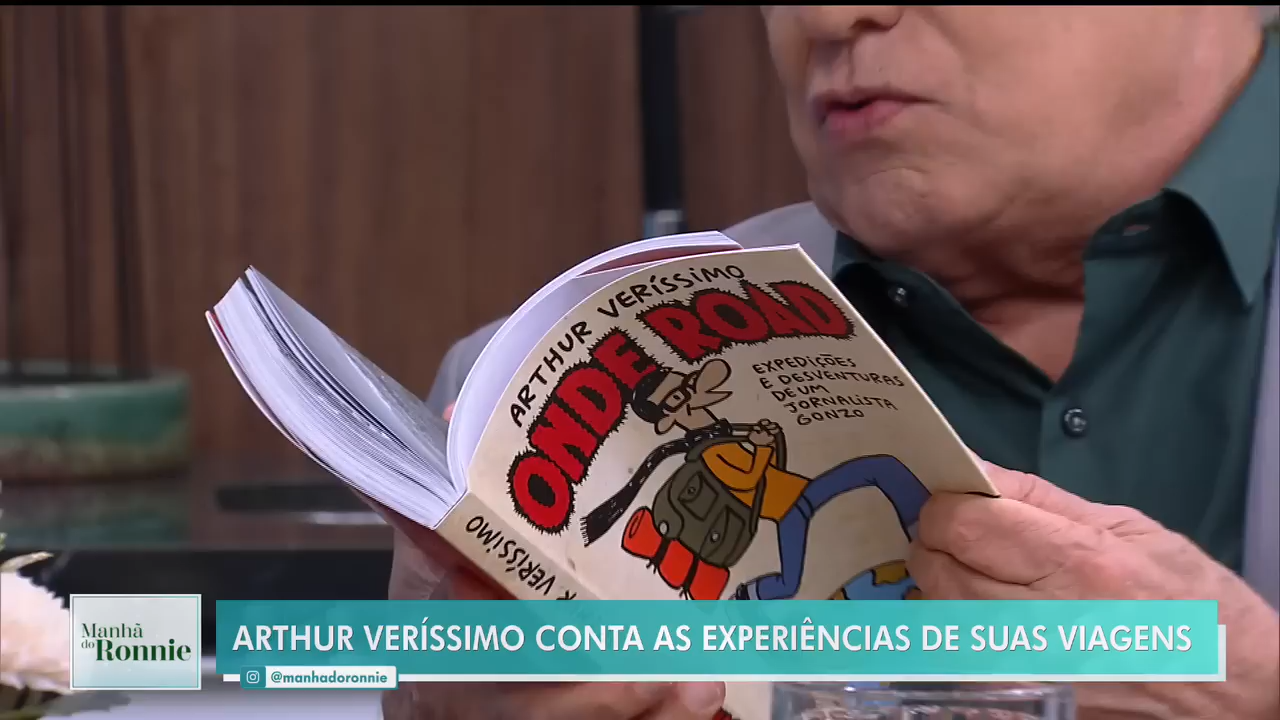 ARTHUR VERÍSSIMO
ONDE ROAD
EXPEDIÇÕES
E DESVENTURAS
DE UM
JORNALISTA
GONZO
VERÍSSIMO
Manhã
do Ronnie
ARTHUR VERÍSSIMO CONTA AS EXPERIÊNCIAS DE SUAS VIAGENS
@manhadoronnie